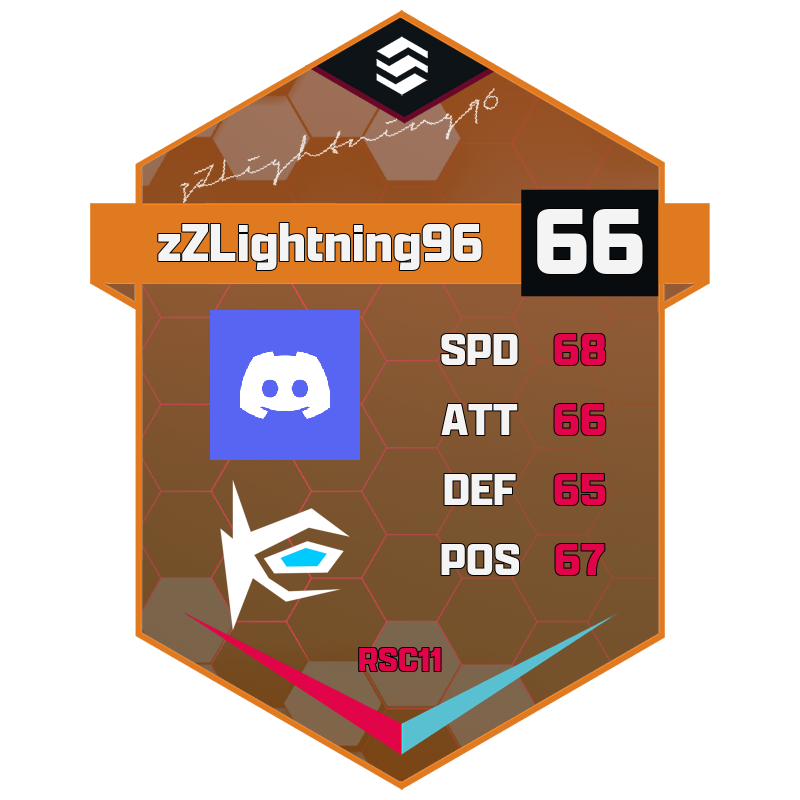 zZLightning96
zZLightning96 66
SPD 68
ATT 66
DEF 65
POS 67
RSC11